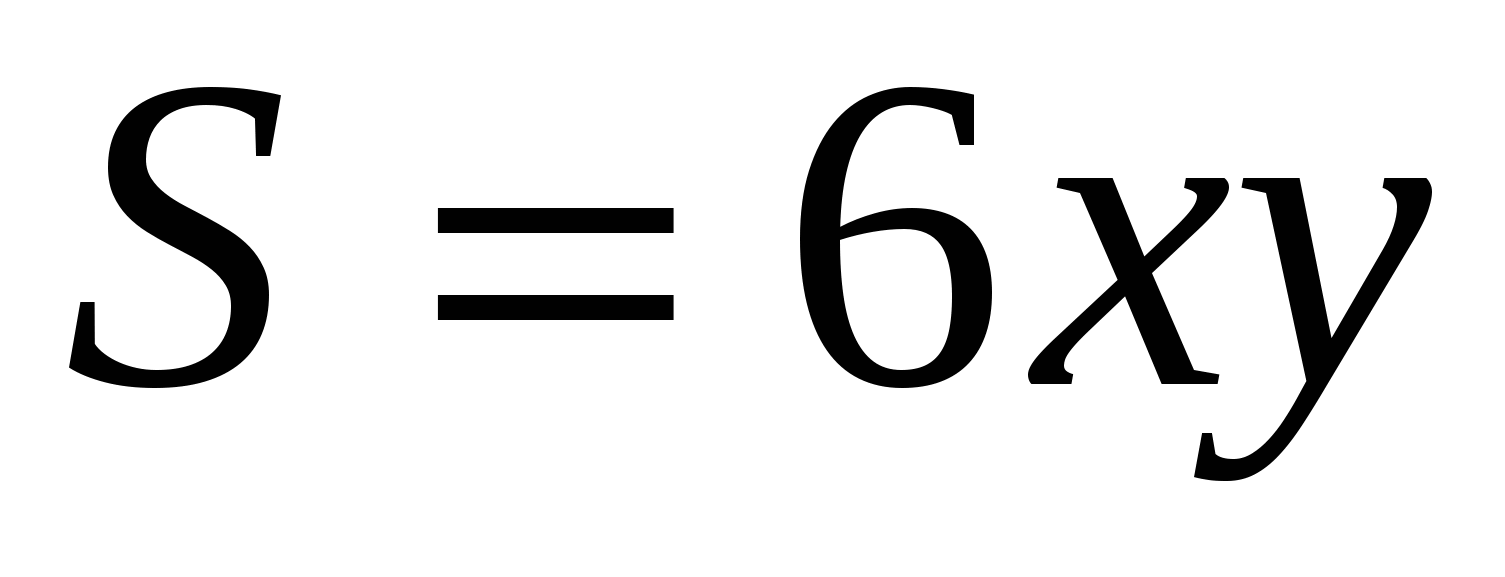 S = 6xy